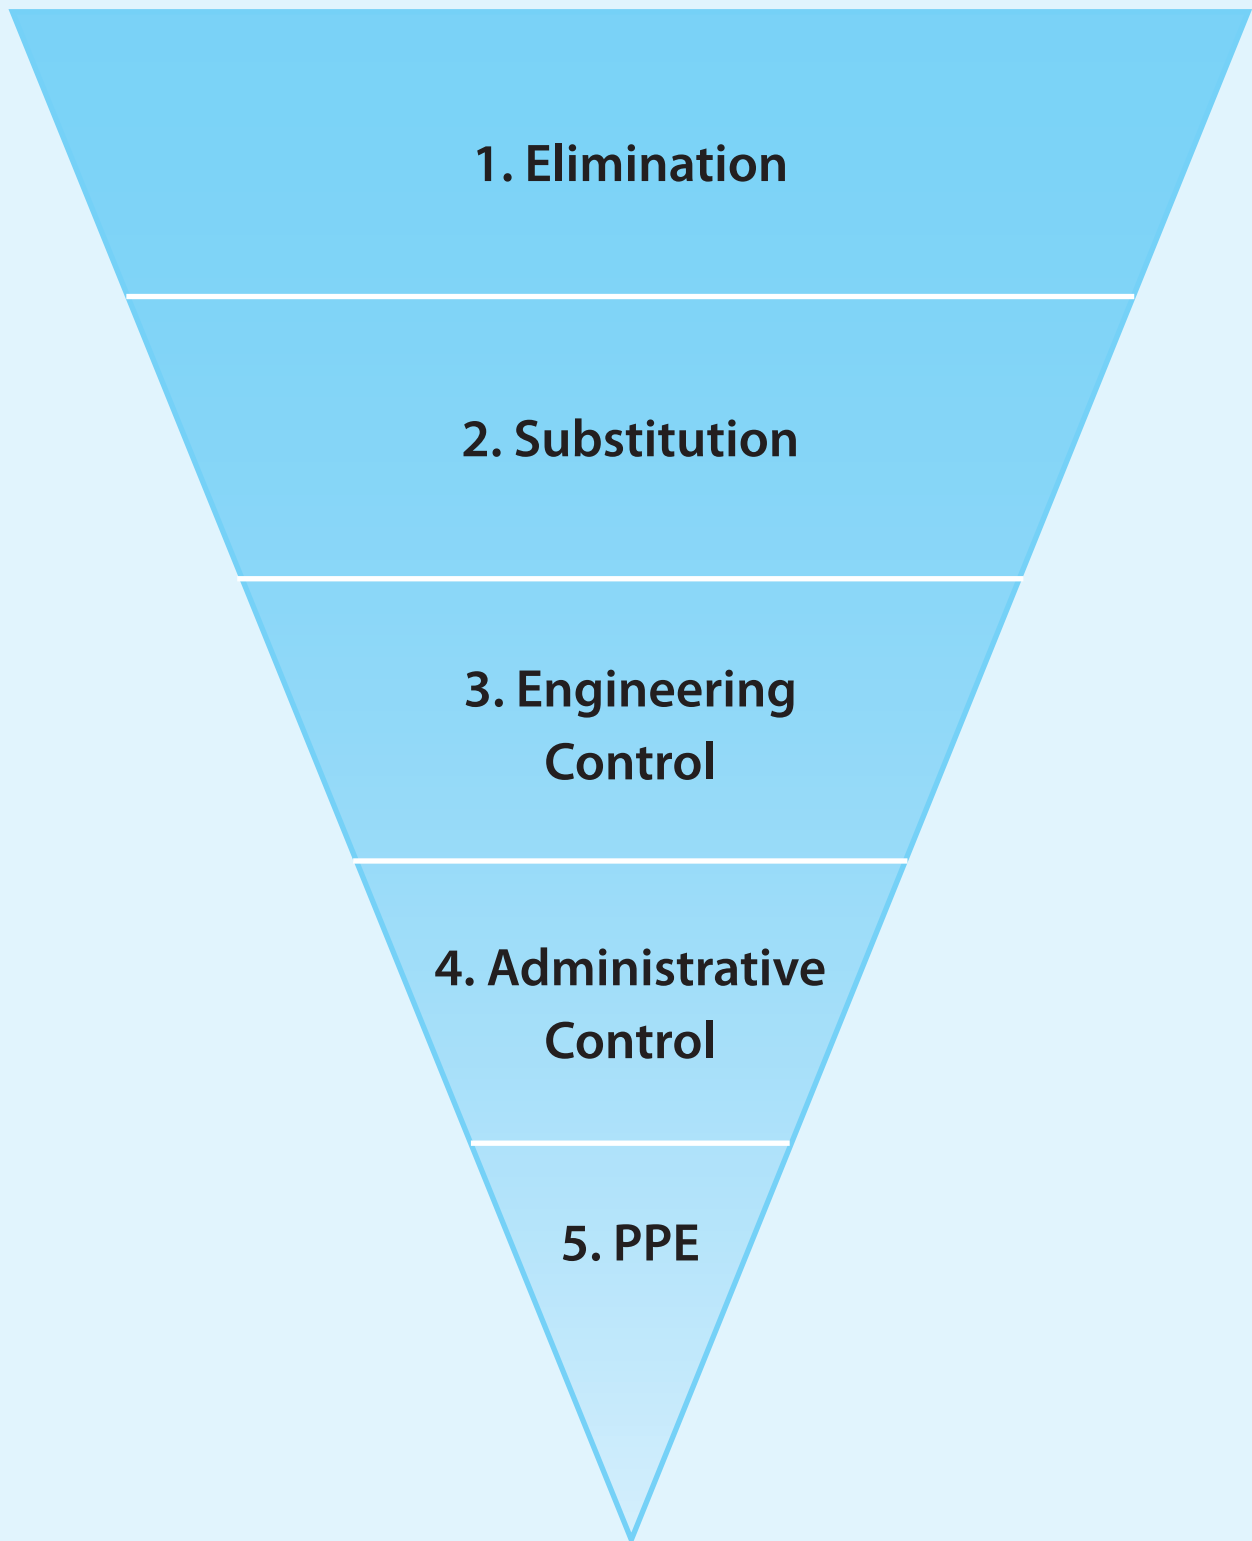 1. Elimination
2. Substitution
3. Engineering
Control
4. Administrative
Control
5. PPE